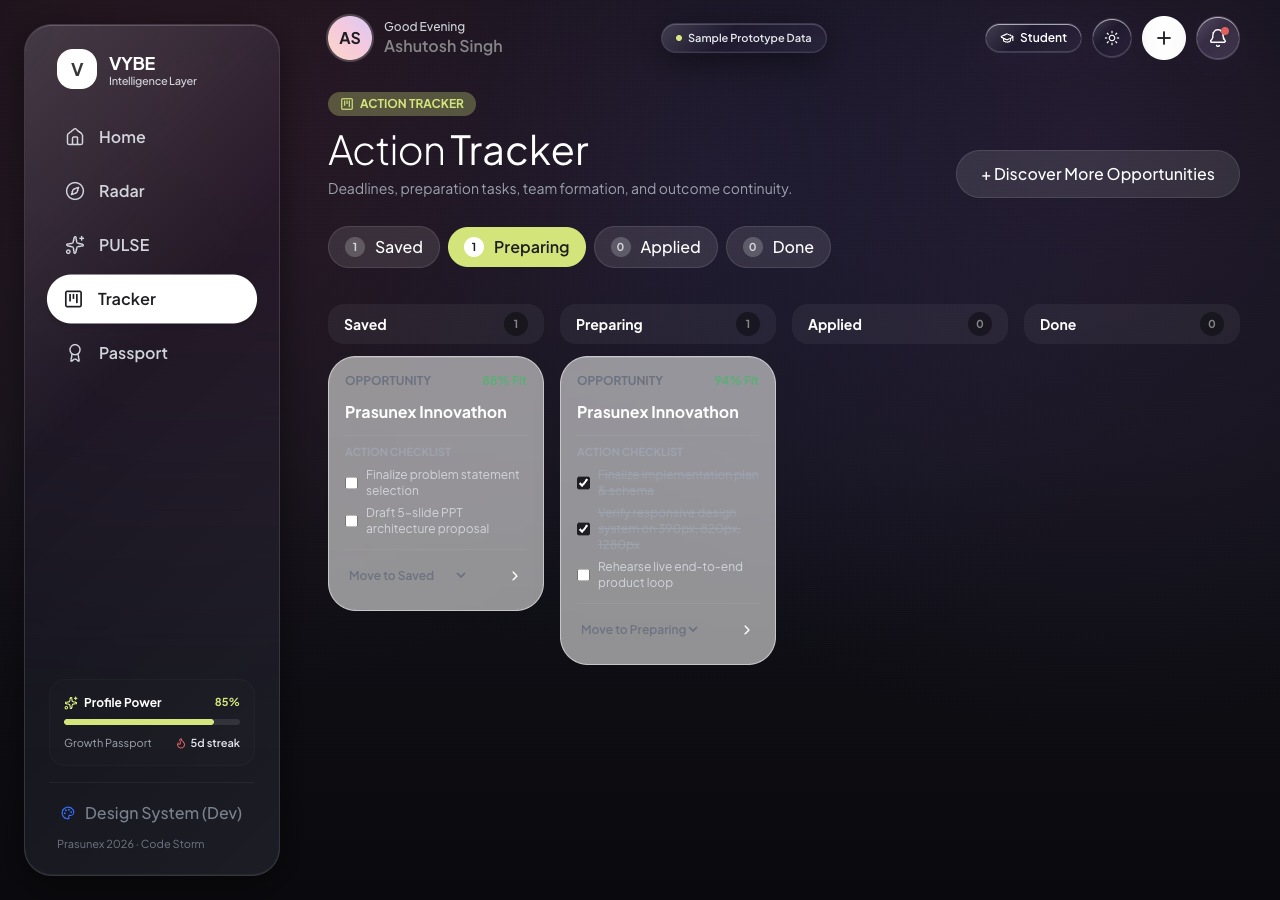 V
VYBE
Intelligence Layer
Home
Radar
PULSE
Tracker
Passport
Profile Power 85%
Growth Passport 5d streak
Design System (Dev)
Prasunex 2026 · Code Storm
AS
Good Evening
Ashutosh Singh
Sample Prototype Data
Student
ACTION TRACKER
Action Tracker
Deadlines, preparation tasks, team formation, and outcome continuity.
+ Discover More Opportunities
1 Saved
1 Preparing
0 Applied
0 Done
Saved 1
OPPORTUNITY 88% Fit
Prasunex Innovathon
ACTION CHECKLIST
Finalize problem statement
selection
Draft 5-slide PPT
architecture proposal
Move to Saved
Preparing 1
OPPORTUNITY 94% Fit
Prasunex Innovathon
ACTION CHECKLIST
Finalize implementation plan
& schema
Verify responsive design
system on 390px, 820px,
1280px
Rehearse live end-to-end
product loop
Move to Preparing
Applied 0
Done 0